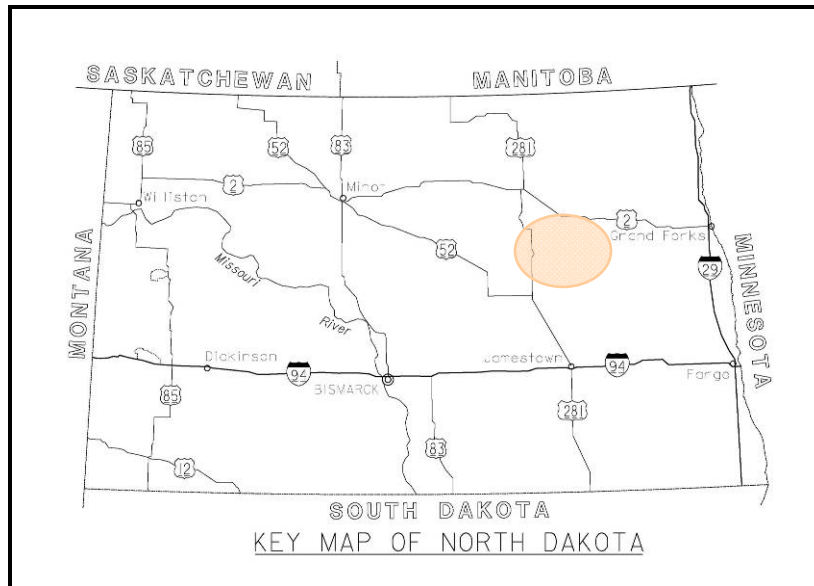 SASKATCHEWAN
MANITOBA
85
52
83
281
2
Minot
Williston
2
Grand Forks
52
29
MONTANA
Missouri
River
MINNESOTA
Dickinson
94
BISMARCK
Jamestown
94
Fargo
85
83
281
12
SOUTH DAKOTA
KEY MAP OF NORTH DAKOTA